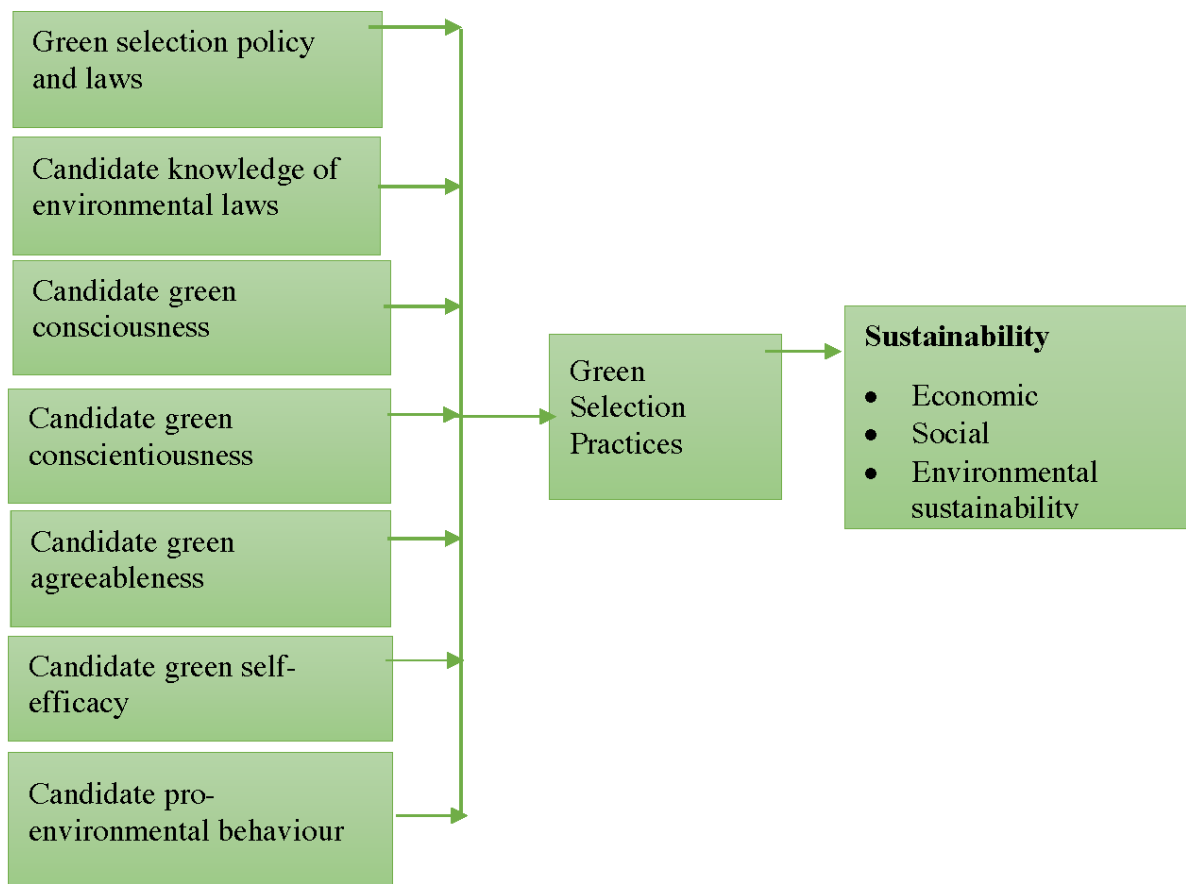 Green selection policy
and laws
Candidate knowledge of
environmental laws
Candidate green
consciousness
Candidate green
conscientiousness
Candidate green
agreeableness
Candidate green self-
efficacy
Candidate pro-
environmental behaviour
Green
Selection
Practices
Sustainability
• Economic
• Social
• Environmental
sustainability